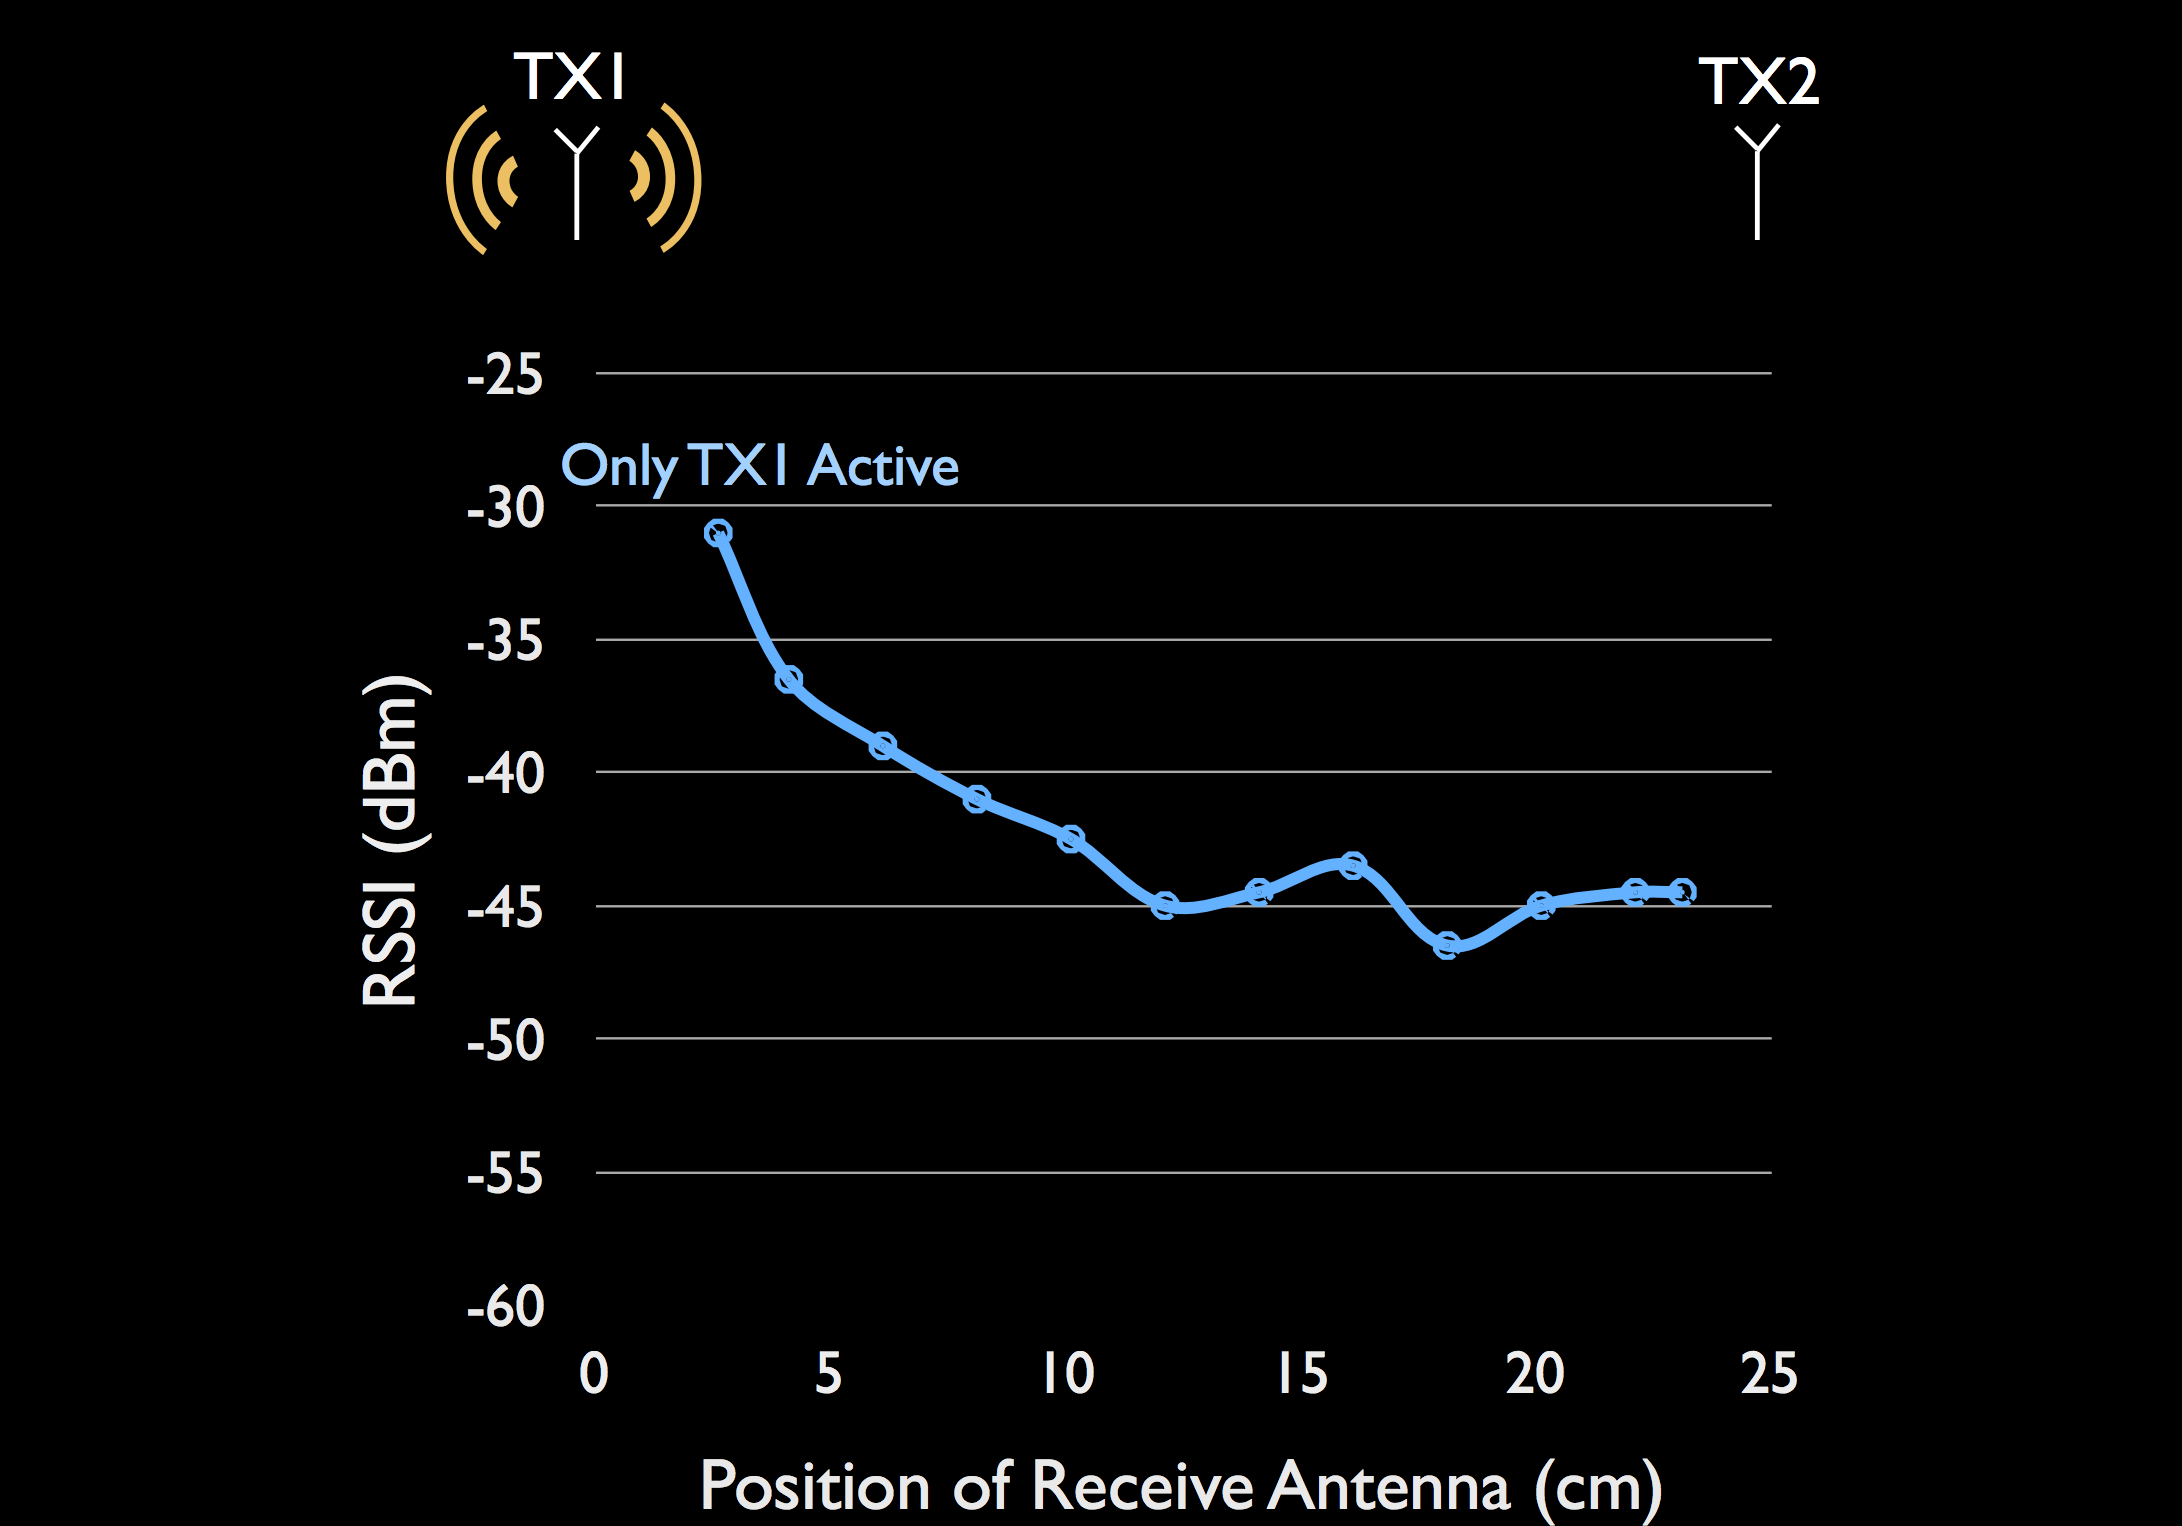 TX1
TX2
-25
Only TX1 Active
-30
-35
-40
-45
-50
-55
-60
RSSI (dBm)
0 5 10 15 20 25
Position of Receive Antenna (cm)